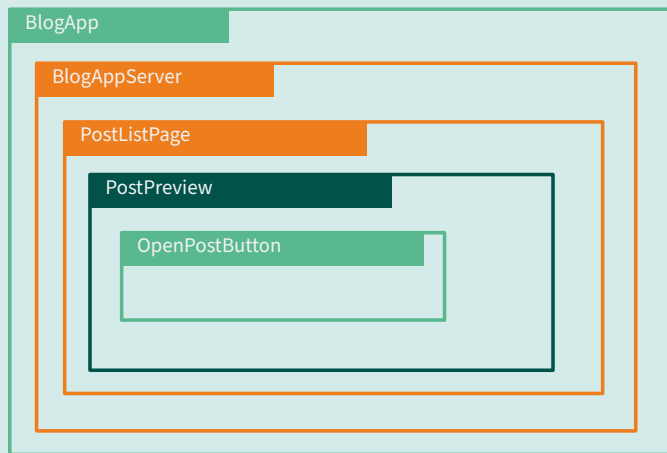 BlogApp
BlogAppServer
PostListPage
PostPreview
OpenPostButton